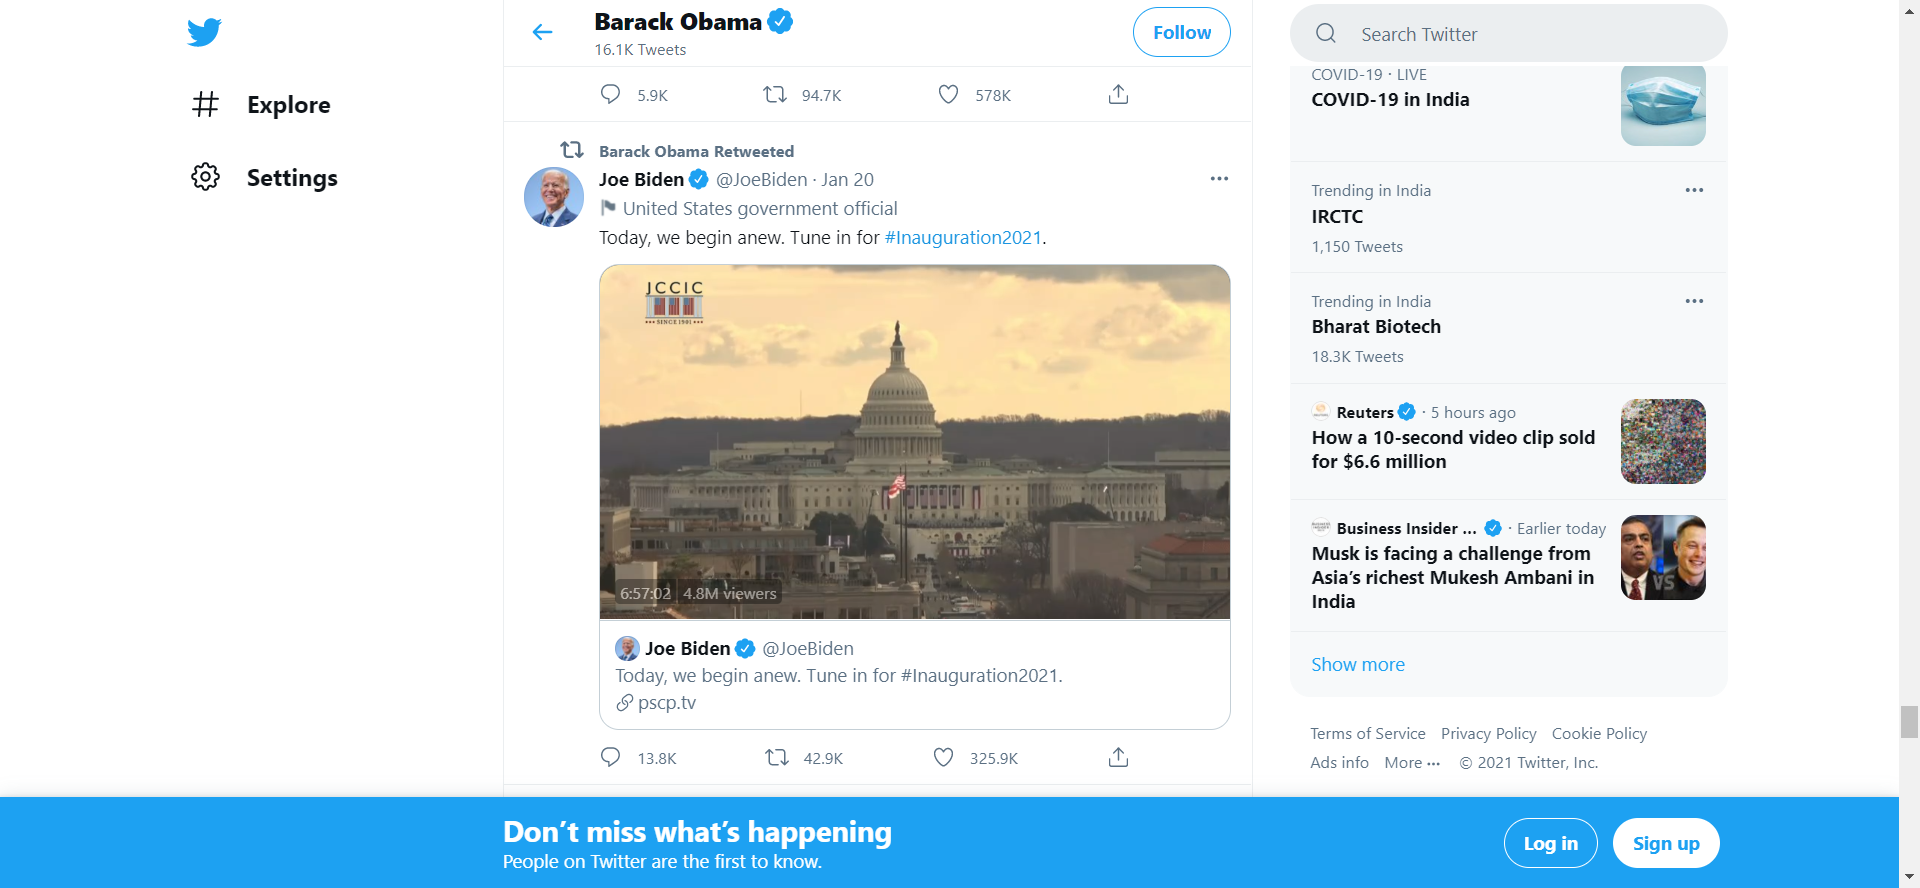 Explore
Settings
Barack Obama
16.1K Tweets
Follow
5.9K 94.7K 578K
Barack Obama Retweeted
Joe Biden @JoeBiden · Jan 20
United States government official
Today, we begin anew. Tune in for #Inauguration2021.
JCCIC
SINCE 1901
6:57:02 4.8M viewers
Joe Biden @JoeBiden
Today, we begin anew. Tune in for #Inauguration2021.
pscp.tv
13.8K 42.9K 325.9K
Search Twitter
COVID-19 · LIVE
COVID-19 in India
Trending in India
IRCTC
1,150 Tweets
Trending in India
Bharat Biotech
18.3K Tweets
Reuters · 5 hours ago
How a 10-second video clip sold
for $6.6 million
Business Insider ... · Earlier today
Musk is facing a challenge from
Asia’s richest Mukesh Ambani in
India
VS
Show more
Terms of Service Privacy Policy Cookie Policy
Ads info More ··· © 2021 Twitter, Inc.
Don’t miss what’s happening
People on Twitter are the first to know.
Log in
Sign up